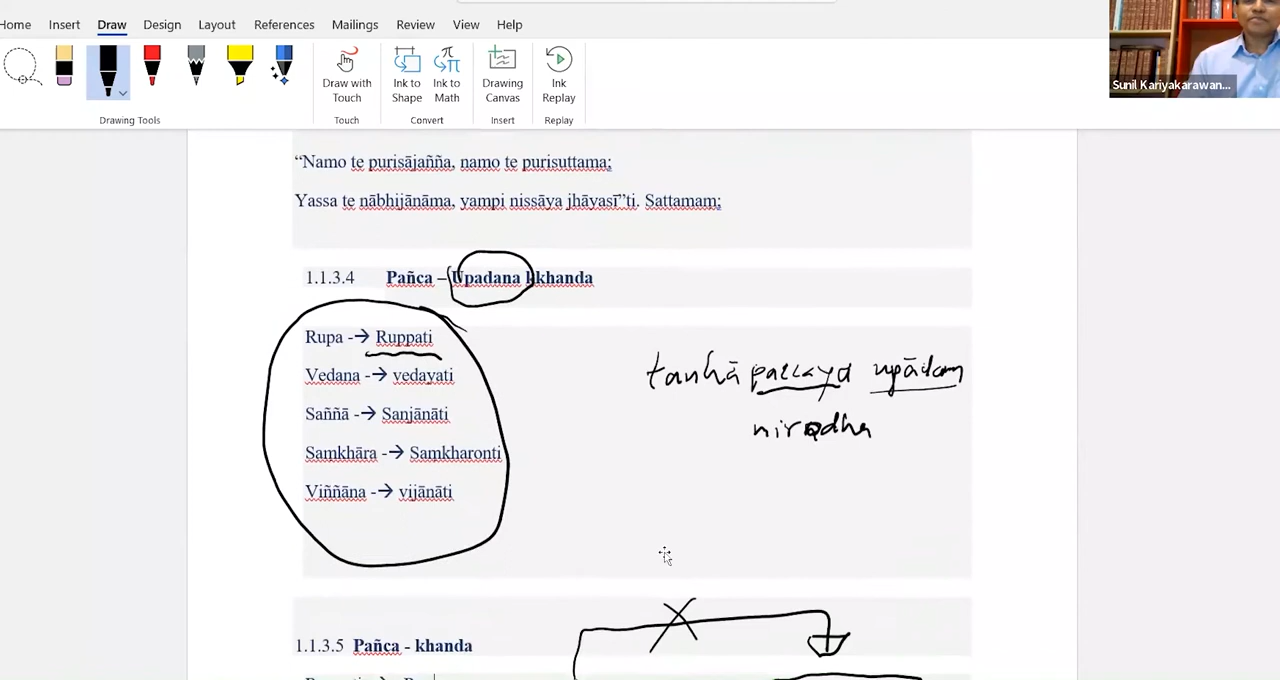 Home Insert Draw Design Layout References Mailings Review View Help
Draw with Touch
Ink to Shape
Ink to Math
Drawing Canvas
Ink Replay
Drawing Tools
Touch
Convert
Insert
Replay
Sunil Kariyakarawan...
“Namo te purisājañña, namo te purisuttama;
Yassa te nābhijānāma, yampi nissāya jhāyasī”ti. Sattamam;
1.1.3.4 Pañca – Upadana kkhanda
Rupa -→ Ruppati
Vedana -→ vedayati
Saññā -→ Sanjānāti
Samkhāra -→ Samkharonti
Viññāna -→ vijānāti
tanhā paccaya upādam
nirodha
1.1.3.5 Pañca - khanda